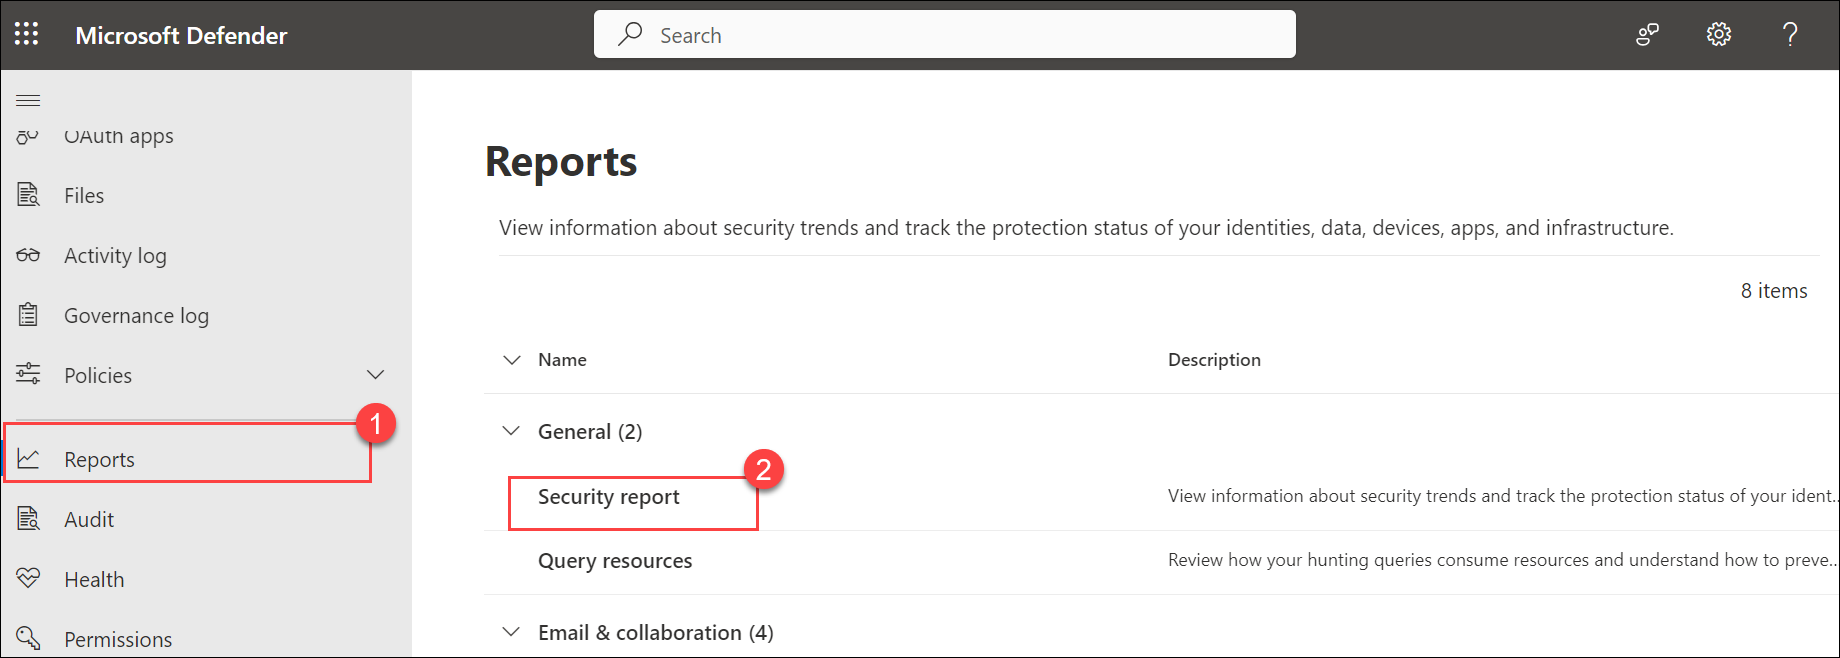 Microsoft Defender
Search
OAuth apps
Files
Activity log
Governance log
Policies
1
Reports
Audit
Health
Permissions
Reports
View information about security trends and track the protection status of your identities, data, devices, apps, and infrastructure.
8 items
Name Description
General (2)
2
Security report View information about security trends and track the protection status of your ident...
Query resources Review how your hunting queries consume resources and understand how to preve...
Email & collaboration (4)